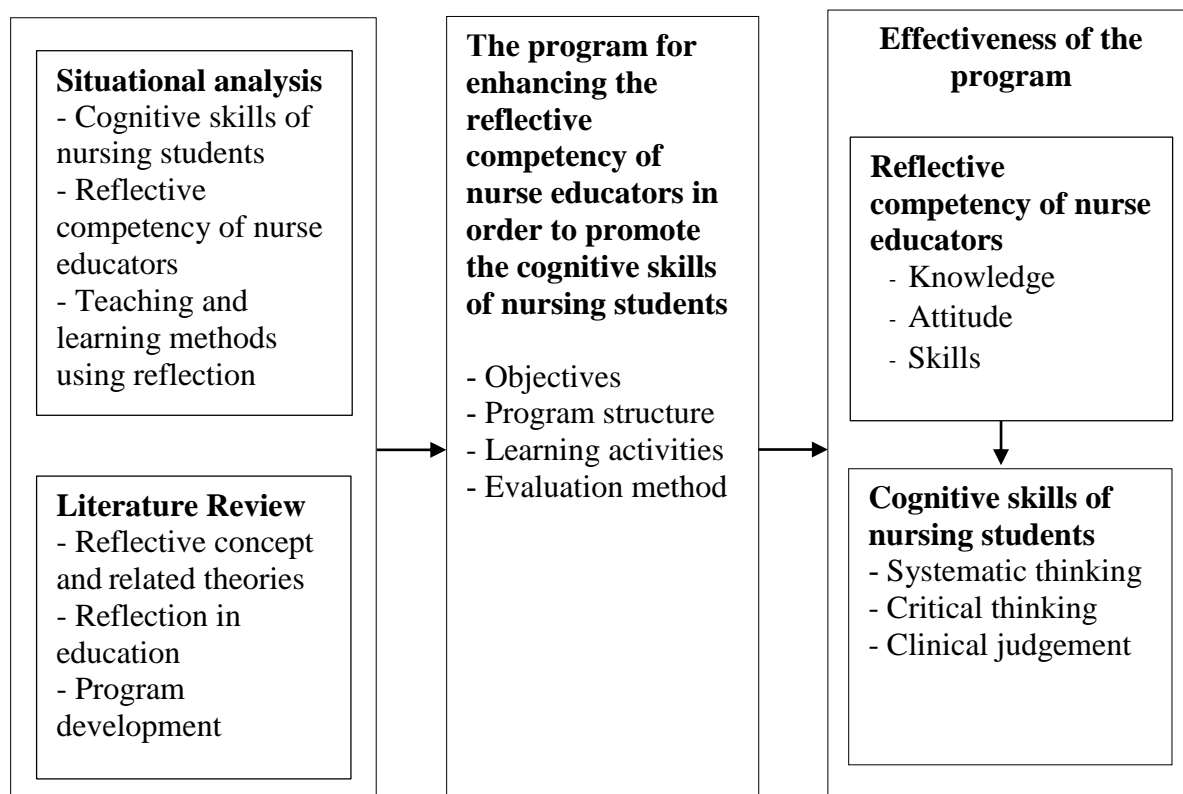 Situational analysis
- Cognitive skills of
nursing students
- Reflective
competency of nurse
educators
- Teaching and
learning methods
using reflection
Literature Review
- Reflective concept
and related theories
- Reflection in
education
- Program
development
The program for
enhancing the
reflective
competency of
nurse educators in
order to promote
the cognitive skills
of nursing students
- Objectives
- Program structure
- Learning activities
- Evaluation method
Effectiveness of the
program
Reflective
competency of nurse
educators
- Knowledge
- Attitude
- Skills
Cognitive skills of
nursing students
- Systematic thinking
- Critical thinking
- Clinical judgement